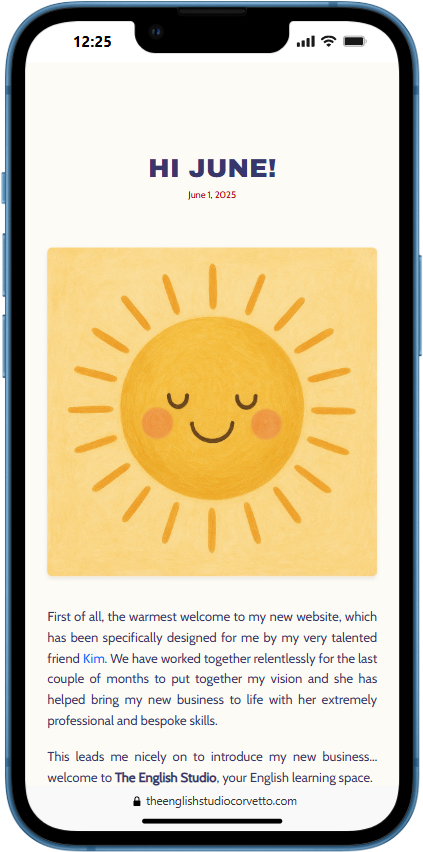 12:25
HI JUNE!
June 1, 2025
First of all, the warmest welcome to my new website, which
has been specifically designed for me by my very talented
friend Kim. We have worked together relentlessly for the last
couple of months to put together my vision and she has
helped bring my new business to life with her extremely
professional and bespoke skills.
This leads me nicely on to introduce my new business...
welcome to The English Studio, your English learning space.
theenglishstudiocorvetto.com